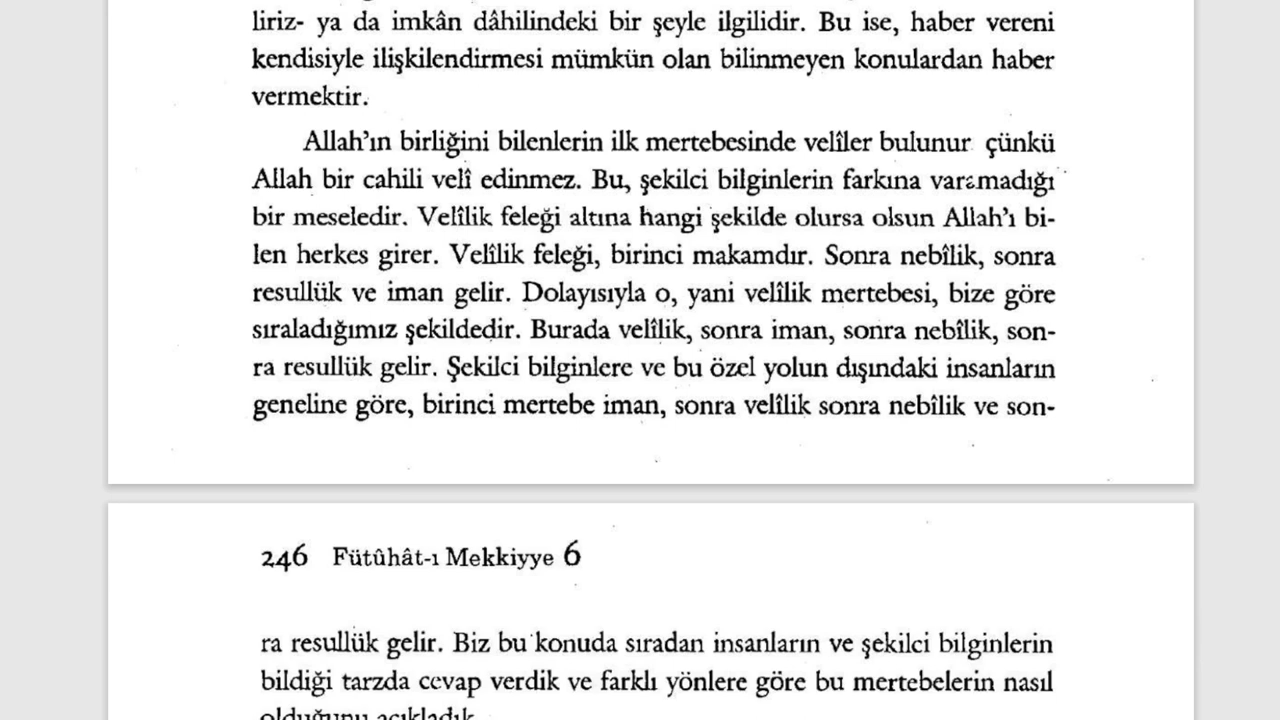 liriz- ya da imkân dâhilindeki bir şeyle ilgilidir. Bu ise, haber vereni
kendisiyle ilişkilendirmesi mümkün olan bilinmeyen konulardan haber
vermektir.
Allah'ın birliğini bilenlerin ilk mertebesinde velîler bulunur çünkü
Allah bir cahili velî edinmez. Bu, şekilci bilginlerin farkına varamadığı
bir meseledir. Velîlik feleği altına hangi şekilde olursa olsun Allah'ı bi-
len herkes girer. Velîlik feleği, birinci makamdır. Sonra nebîlik, sonra
resullük ve iman gelir. Dolayısıyla o, yani velîlik mertebesi, bize göre
sıraladığımız şekildedir. Burada velîlik, sonra iman, sonra nebîlik, son-
ra resullük gelir. Şekilci bilginlere ve bu özel yolun dışındaki insanların
geneline göre, birinci mertebe iman, sonra velîlik sonra nebîlik ve son-
246 Fütûhât-ı Mekkiyye 6
ra resullük gelir. Biz bu konuda sıradan insanların ve şekilci bilginlerin
bildiği tarzda cevap verdik ve farklı yönlere göre bu mertebelerin nasıl
olduğunu açıkladık.